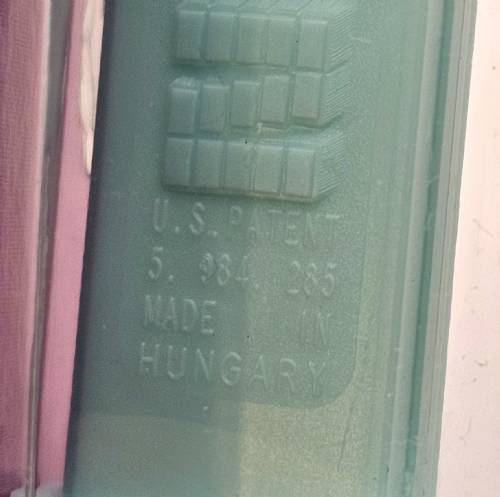 U.S. PATENT
5. 984. 285
MADE IN
HUNGARY